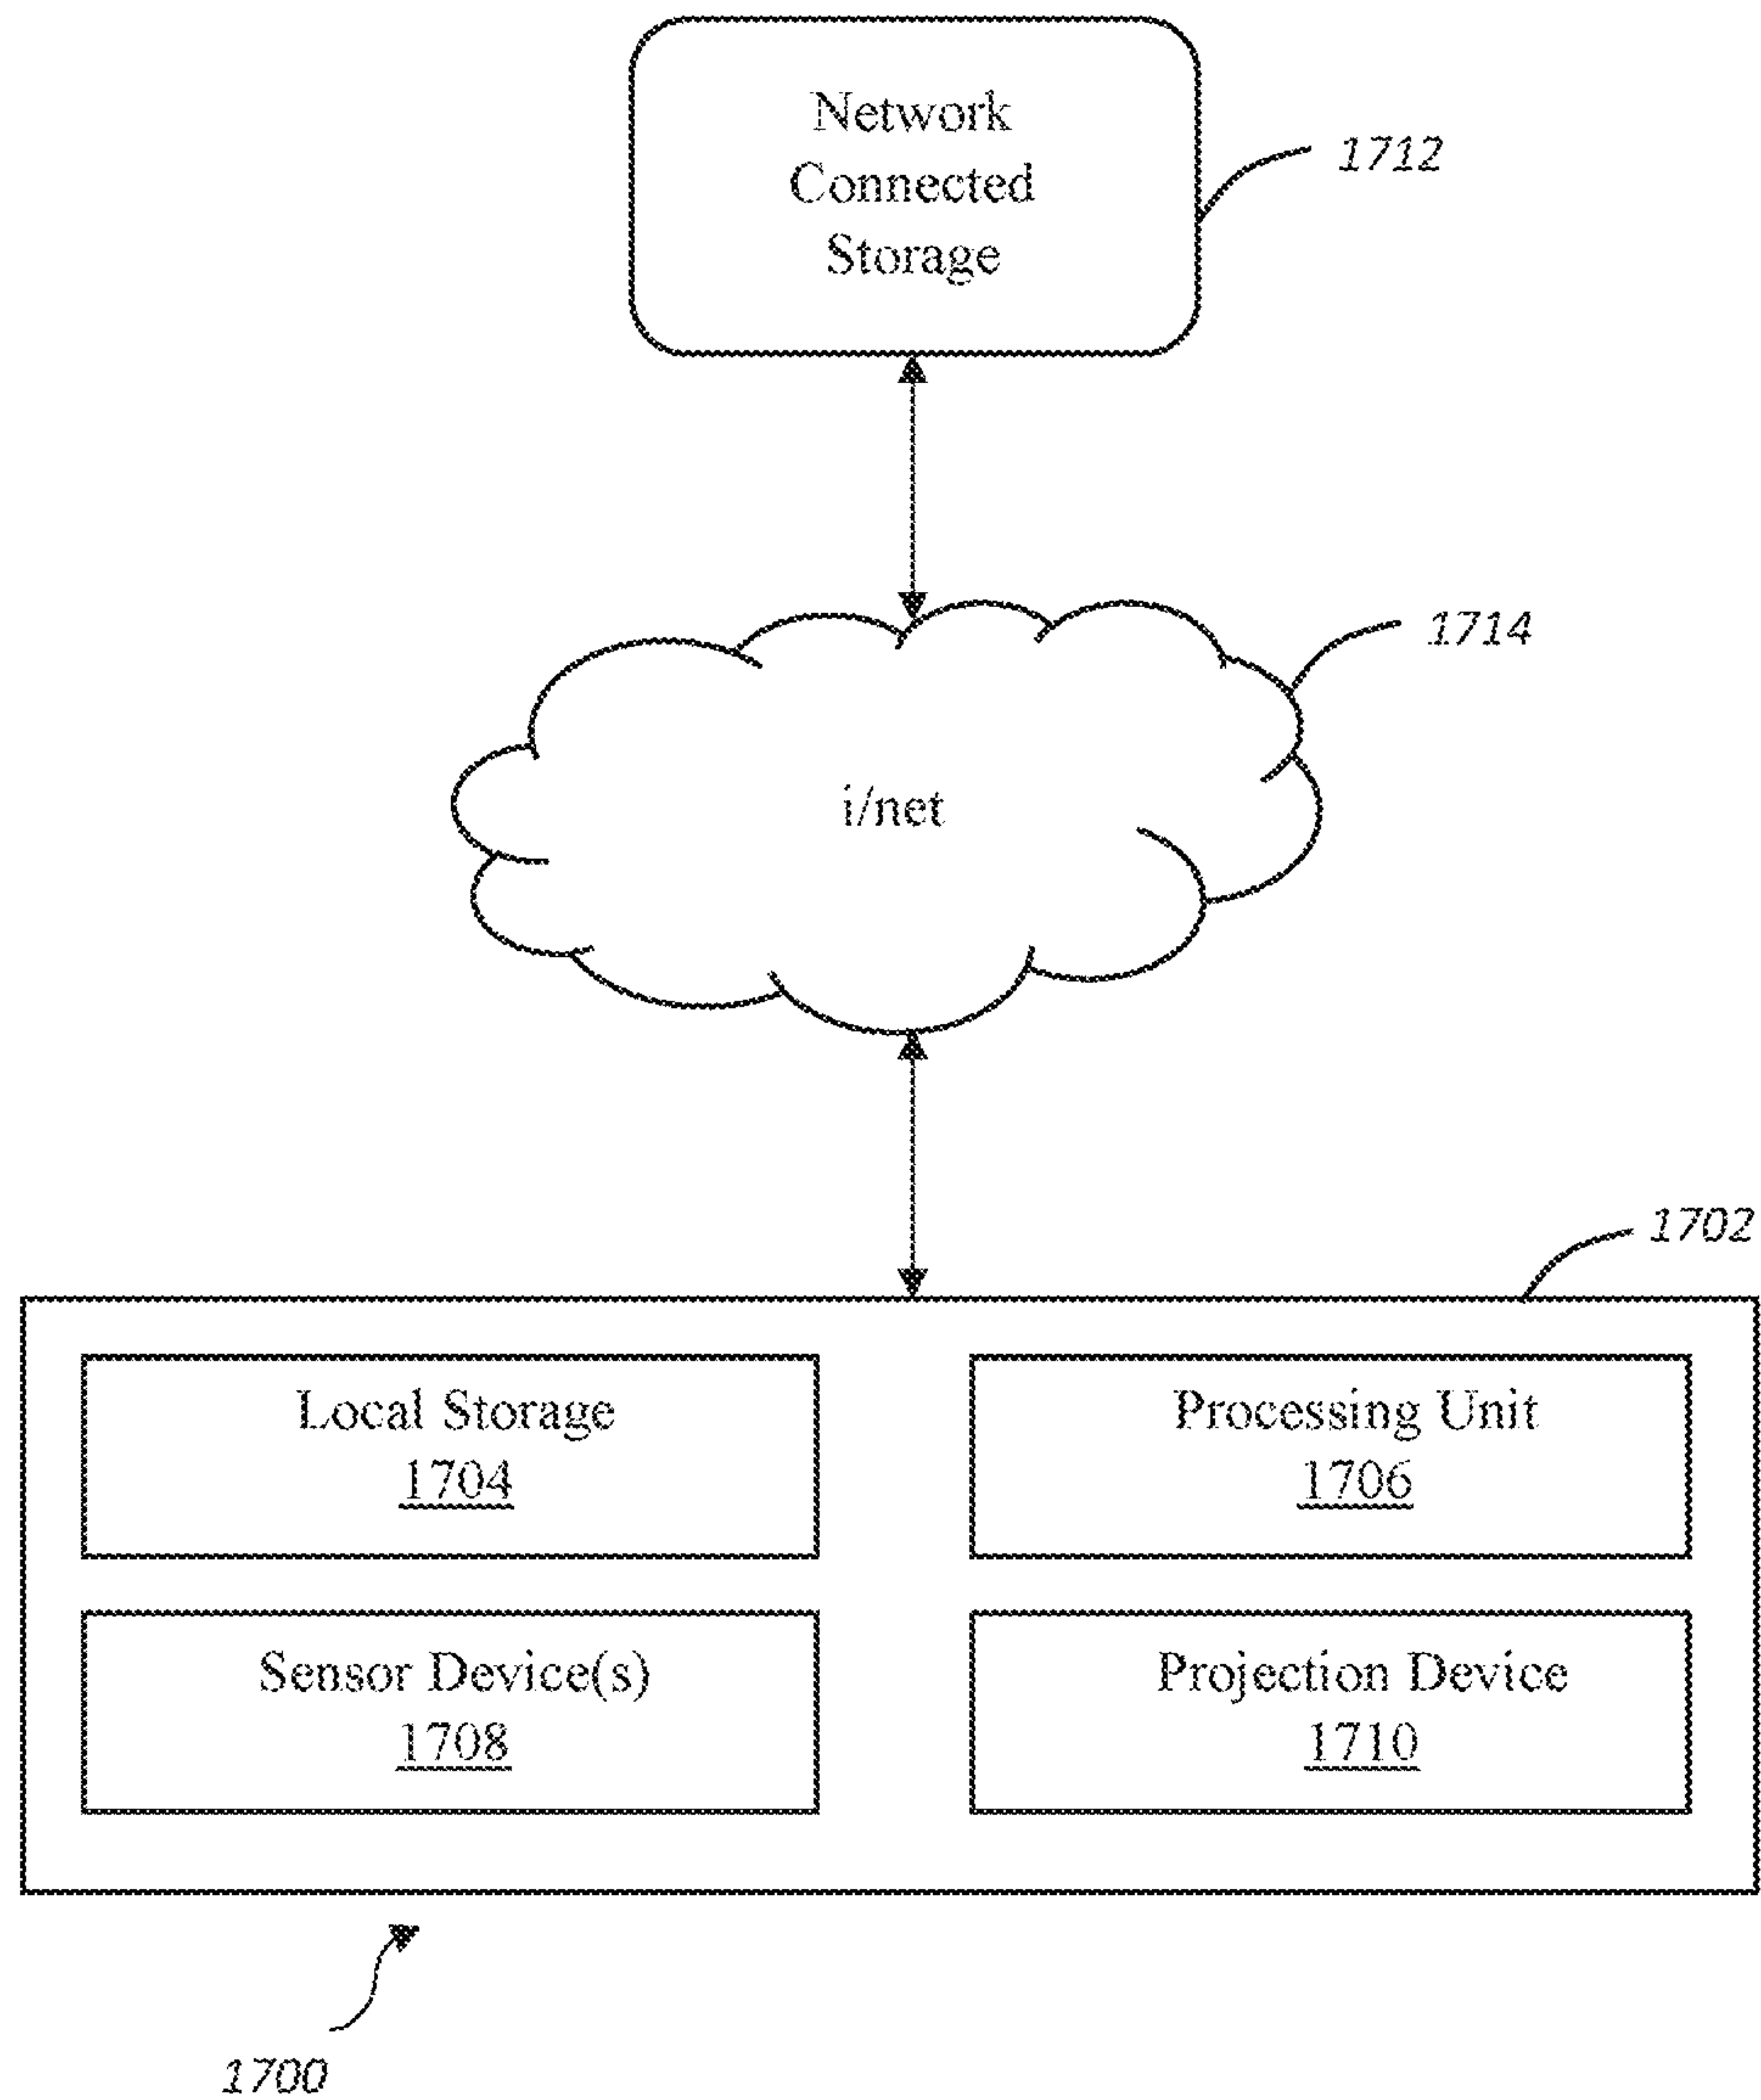 Network
Connected
Storage
1712
1714
i/net
1702
Local Storage
1704
Processing Unit
1706
Sensor Device(s)
1708
Projection Device
1710
1700